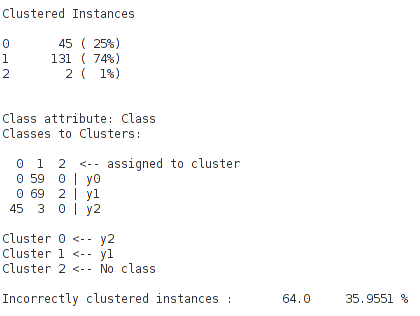 Clustered Instances
0       45 ( 25%)
1      131 ( 74%)
2        2 (  1%)
Class attribute: Class
Classes to Clusters:
  0  1  2  <-- assigned to cluster
  0 59  0 | y0
  0 69  2 | y1
 45  3  0 | y2
Cluster 0 <-- y2
Cluster 1 <-- y1
Cluster 2 <-- No class
Incorrectly clustered instances :       64.0     35.9551 %